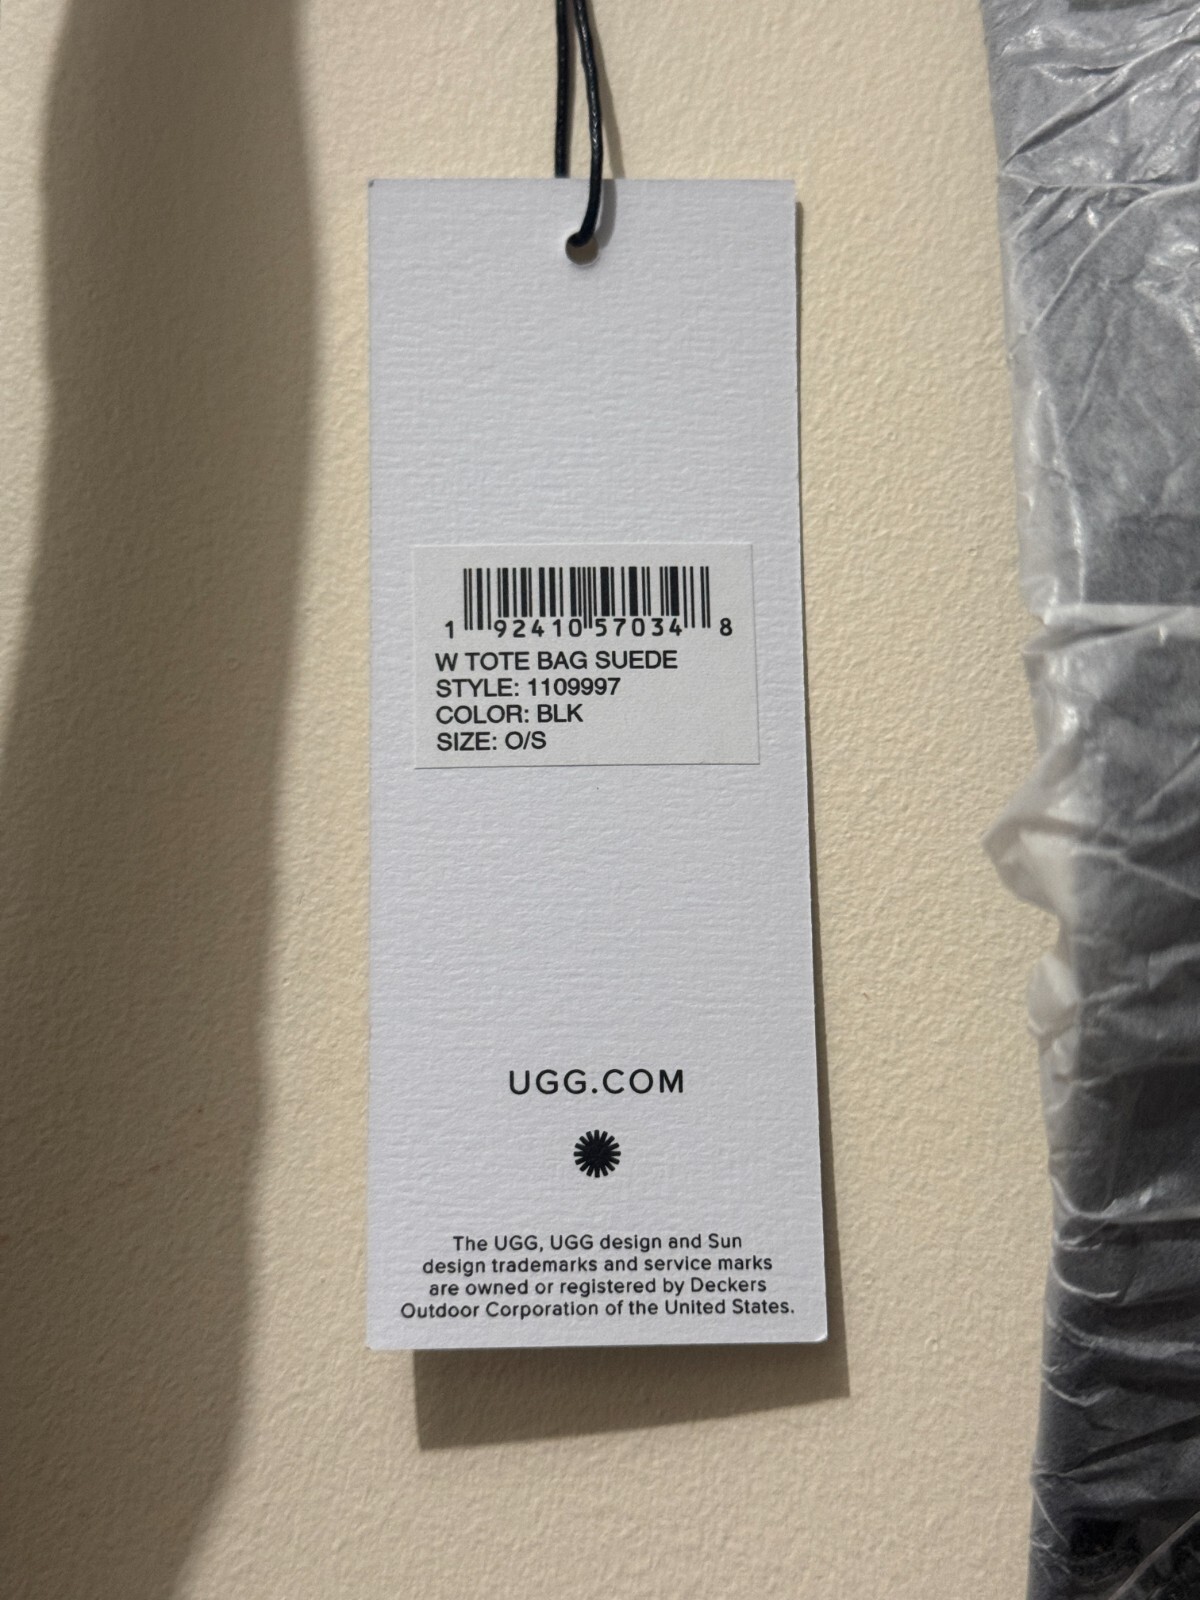 1 92410 57034 8
W TOTE BAG SUEDE
STYLE: 1109997
COLOR: BLK
SIZE: O/S
UGG.COM
The UGG, UGG design and Sun
design trademarks and service marks
are owned or registered by Deckers
Outdoor Corporation of the United States.